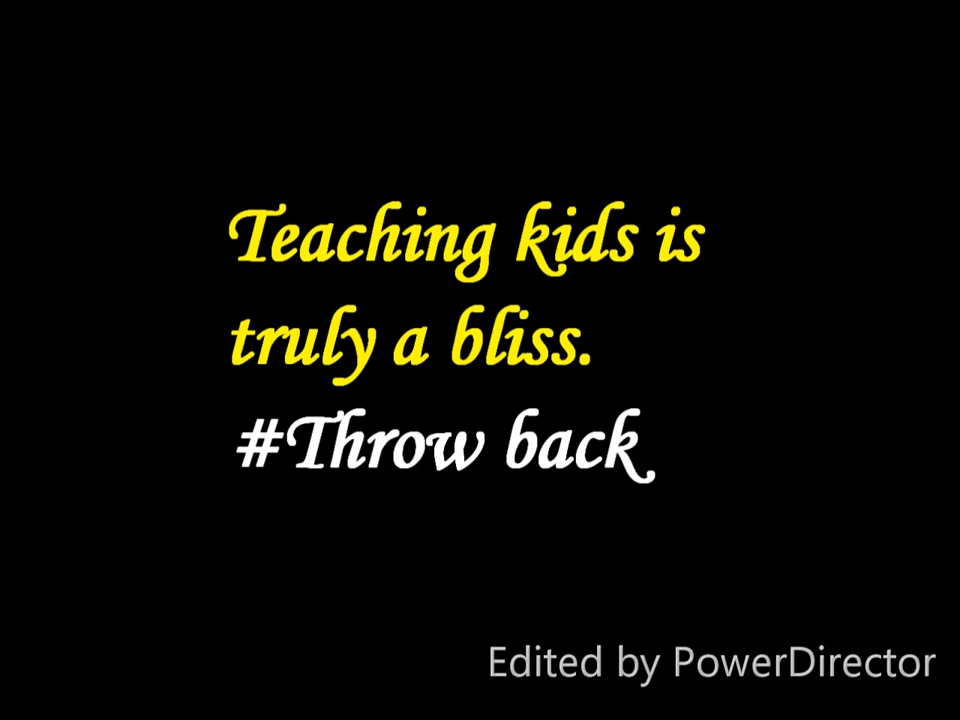 Teaching kids is
truly a bliss.
#Throw back
Edited by PowerDirector